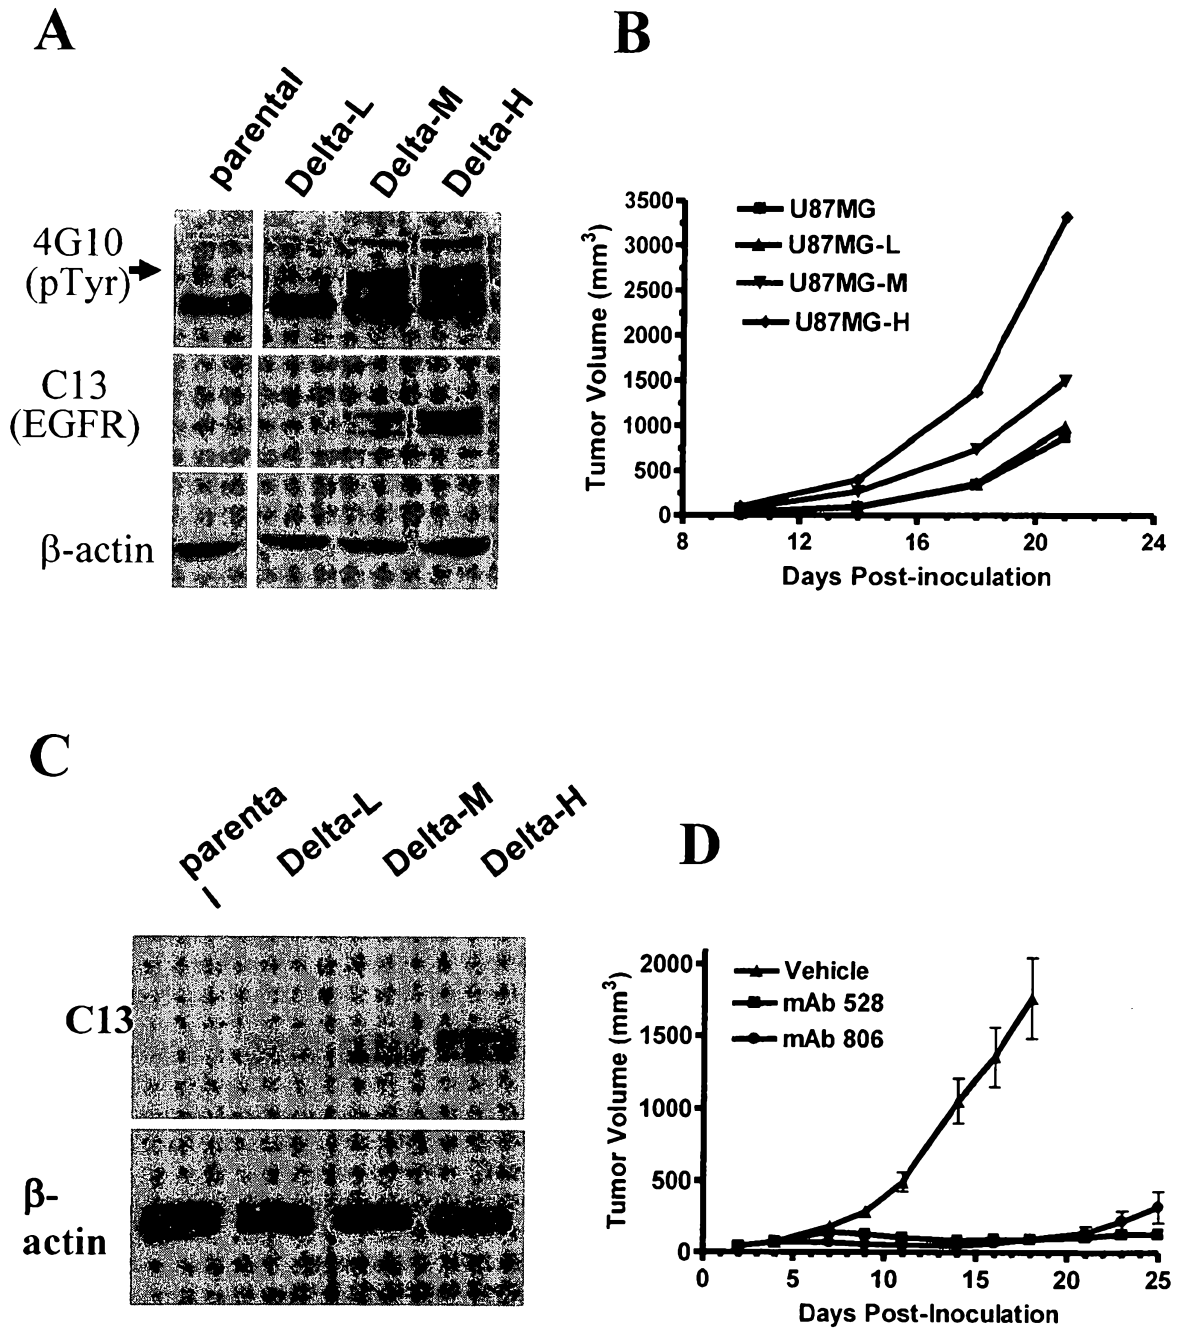 A
parental
Delta-L
Delta-M
Delta-H
4G10
(pTyr)
C13
(EGFR)
β-actin
B
3500
3000
2500
2000
1500
1000
500
0
Tumor Volume (mm³)
U87MG
U87MG-L
U87MG-M
U87MG-H
8 12 16 20 24
Days Post-inoculation
C
parenta
l
Delta-L
Delta-M
Delta-H
C13
β-
actin
D
2000
1500
1000
500
0
Tumor Volume (mm³)
Vehicle
mAb 528
mAb 806
0 5 10 15 20 25
Days Post-Inoculation